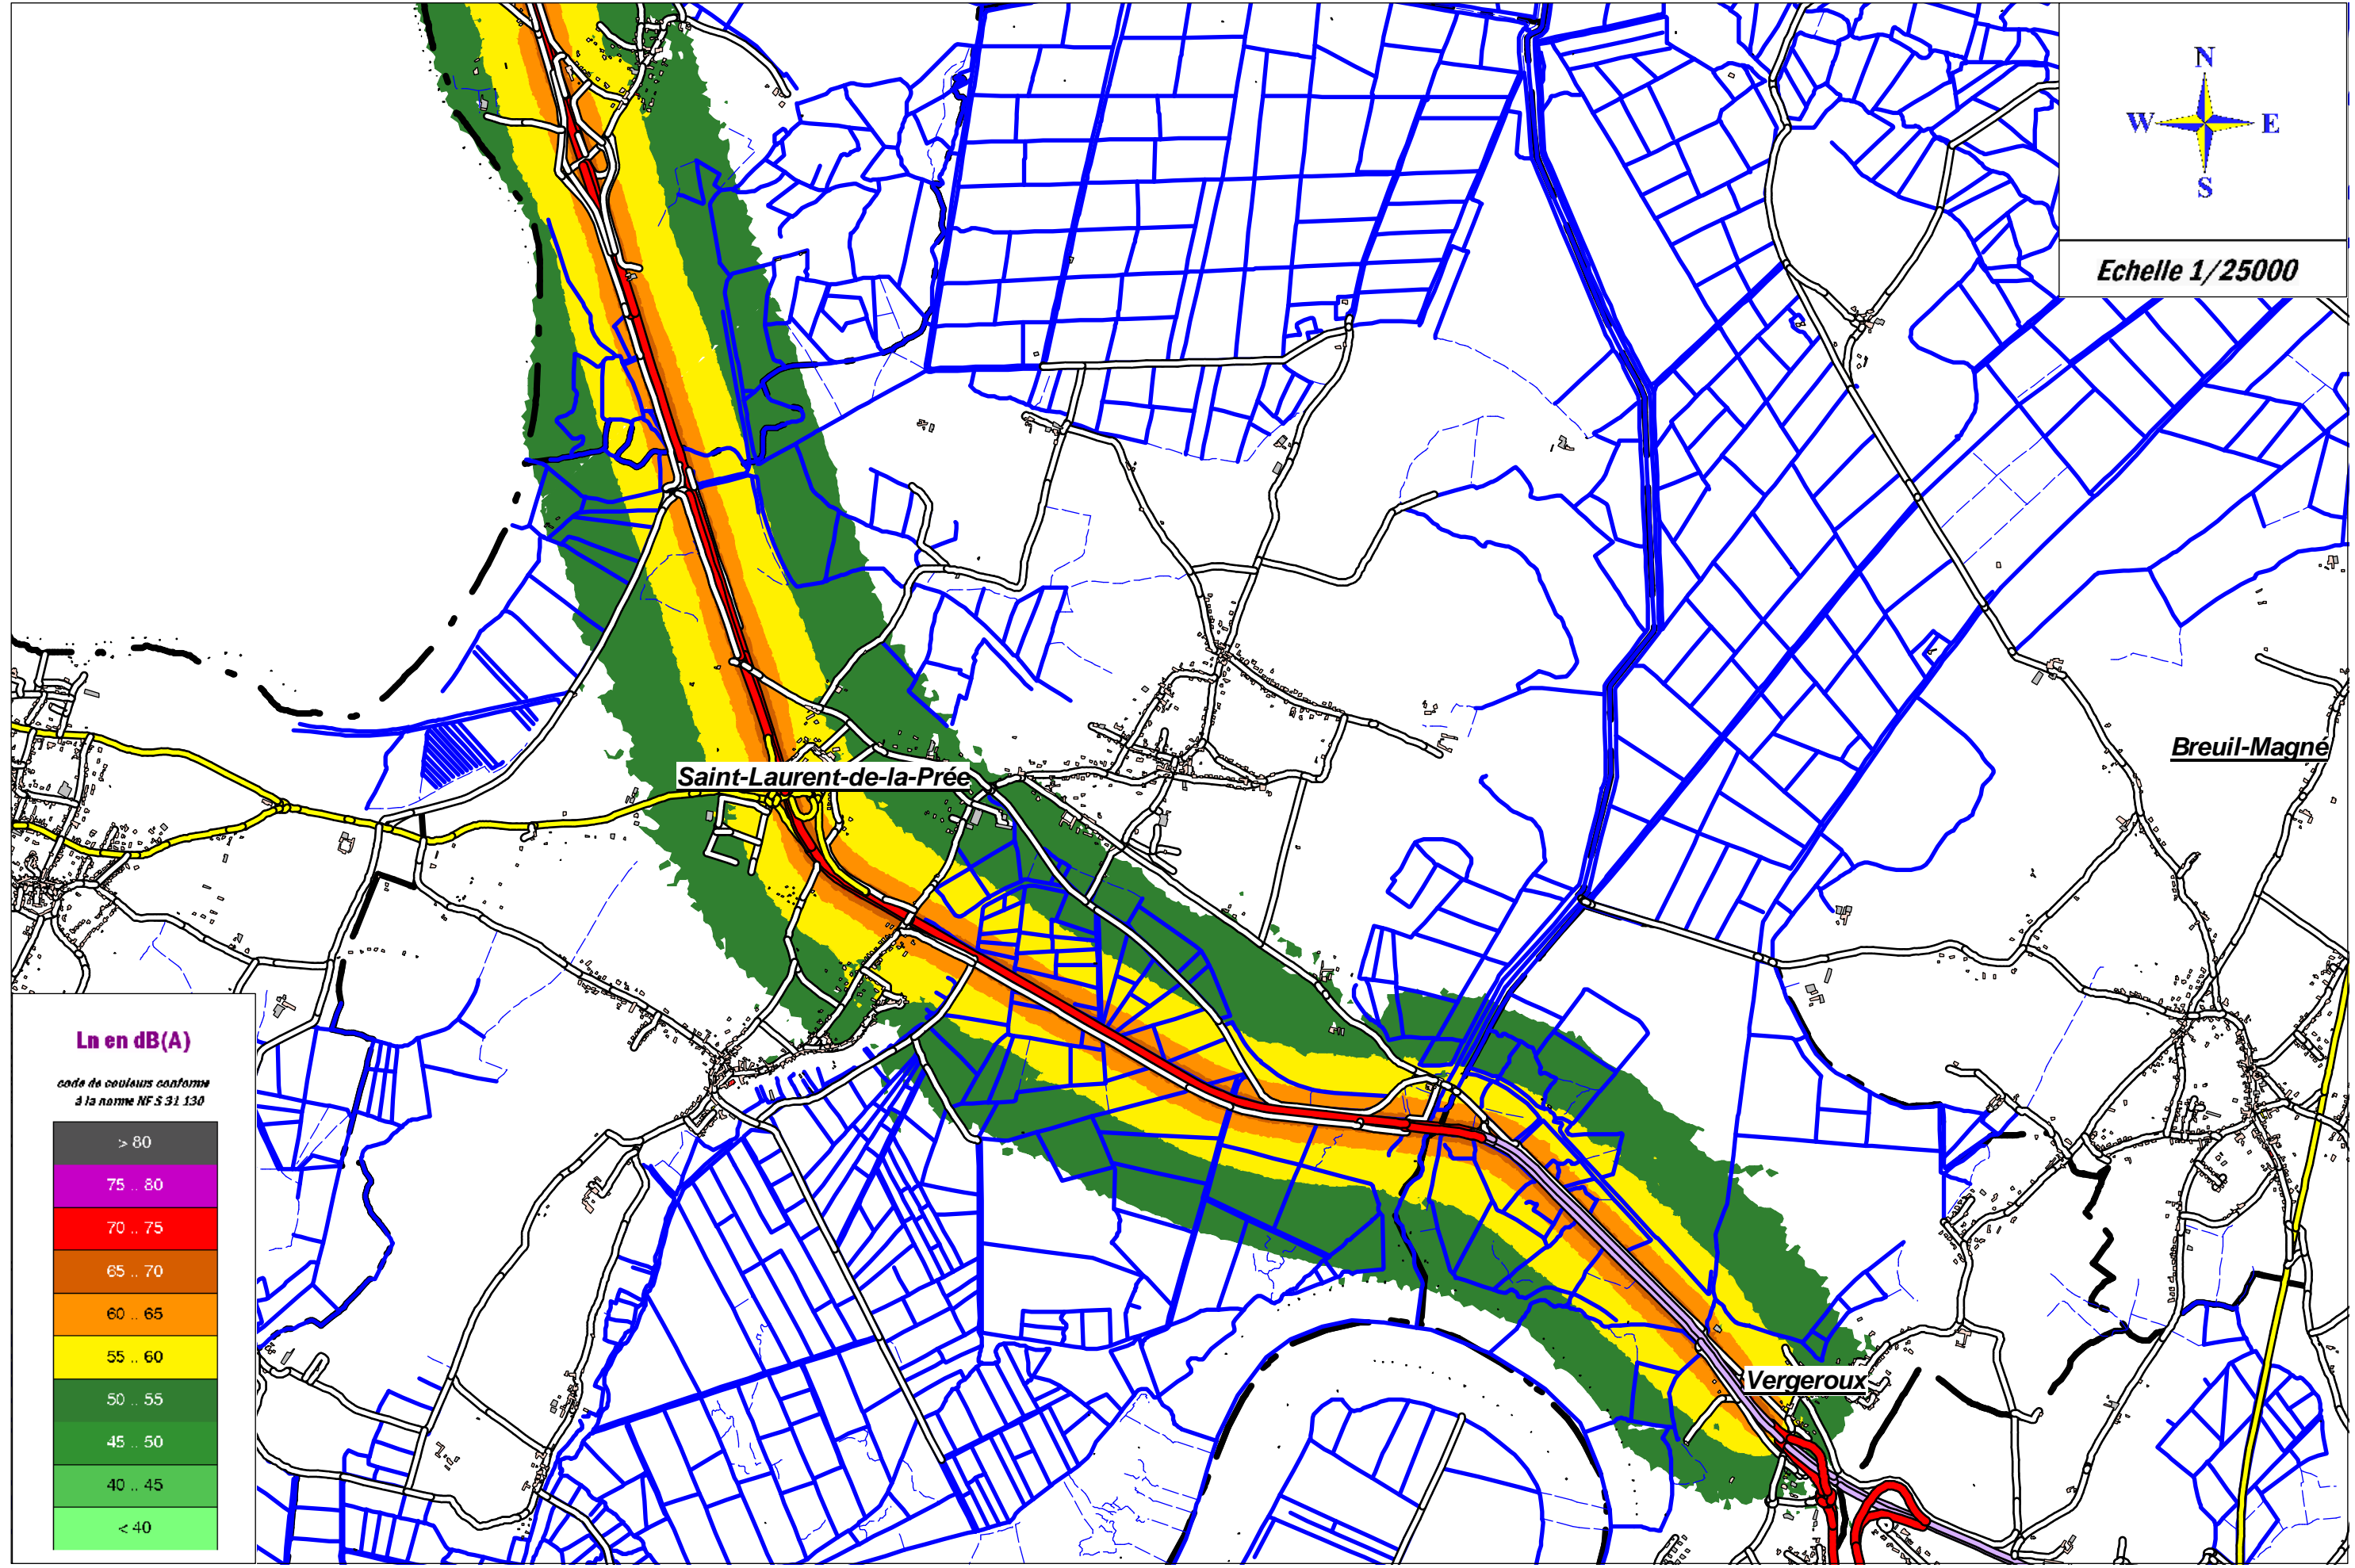 N
W E
S
Echelle 1/25000
Breuil-Magné
Saint-Laurent-de-la-Prée
Vergeroux
Ln en dB(A)
code de couleurs conforme
à la norme NF S 31 130
> 80
75 .. 80
70 .. 75
65 .. 70
60 .. 65
55 .. 60
50 .. 55
45 .. 50
40 .. 45
< 40